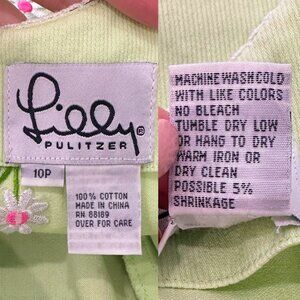 Lilly®
PULITZER
10P
100% COTTON
MADE IN CHINA
RN 88189
OVER FOR CARE
MACHINE WASH COLD
WITH LIKE COLORS
NO BLEACH
TUMBLE DRY LOW
OR HANG TO DRY
WARM IRON OR
DRY CLEAN
POSSIBLE 5%
SHRINKAGE